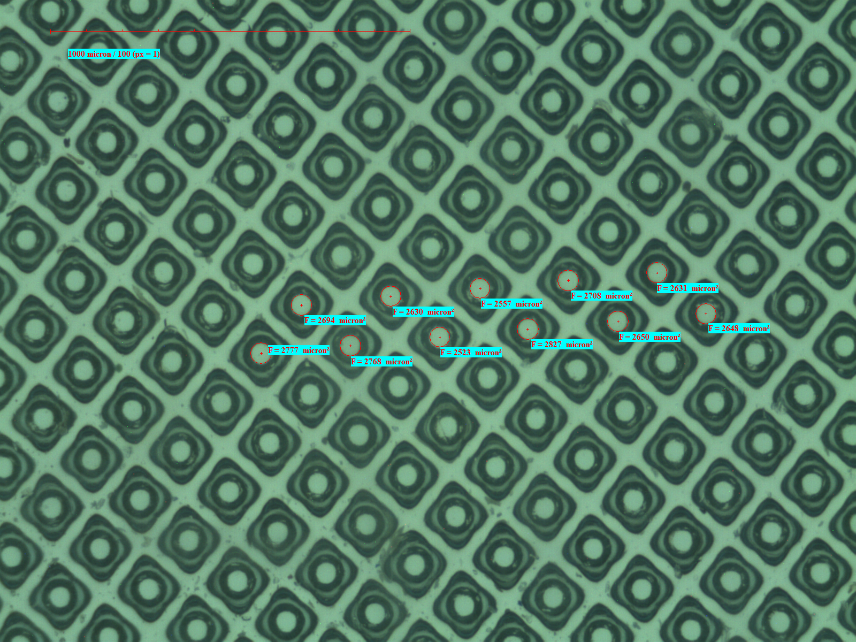 1000 micron / 100 (px = 1)
F = 2631 micron²
F = 2708 micron²
F = 2557 micron²
F = 2630 micron²
F = 2694 micron²
F = 2648 micron²
F = 2650 micron²
F = 2827 micron²
F = 2523 micron²
F = 2777 micron²
F = 2768 micron²